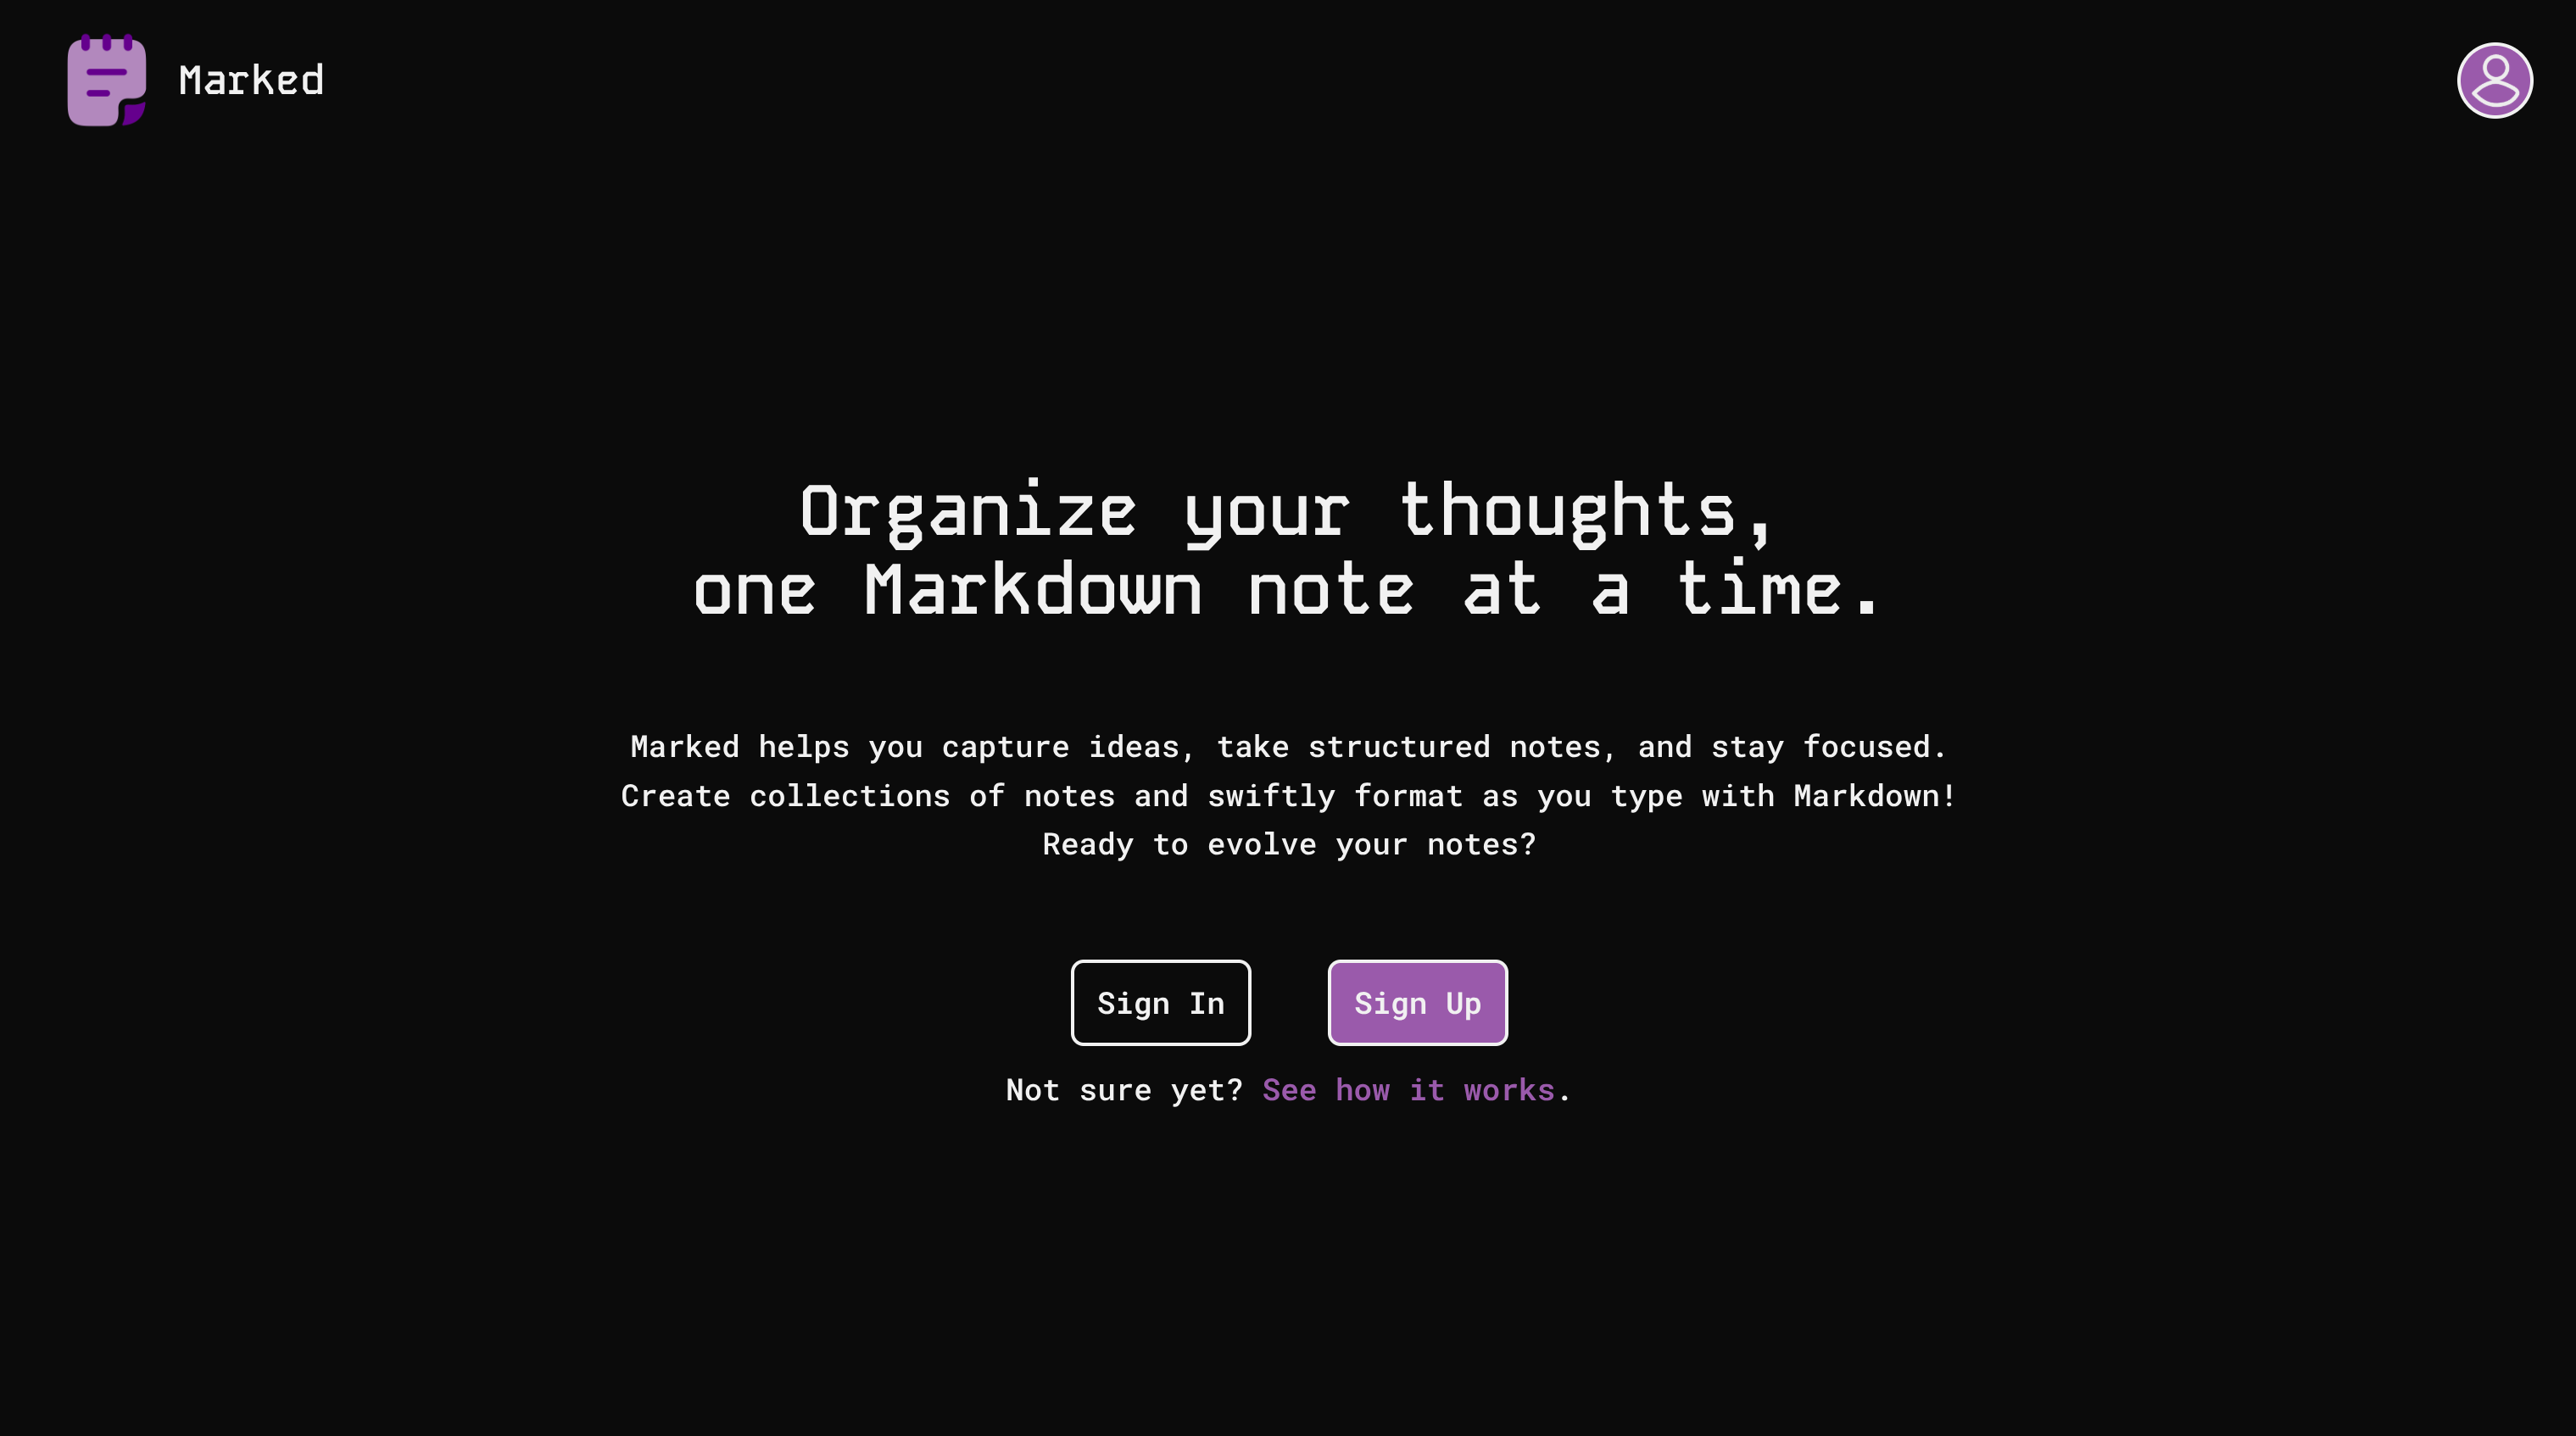 Marked
Organize your thoughts,
one Markdown note at a time.
Marked helps you capture ideas, take structured notes, and stay focused.
Create collections of notes and swiftly format as you type with Markdown!
Ready to evolve your notes?
Sign In
Sign Up
Not sure yet? See how it works.